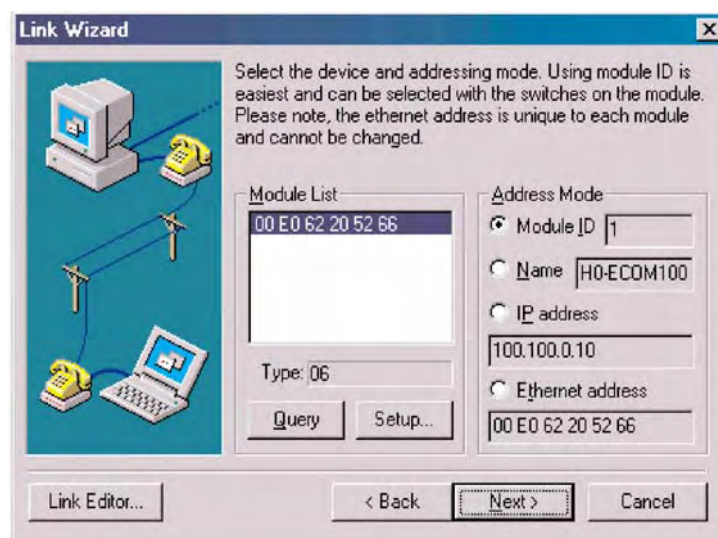 Link Wizard
Select the device and addressing mode. Using module ID is
easiest and can be selected with the switches on the module.
Please note, the ethernet address is unique to each module
and cannot be changed.
Module List
00 E0 62 20 52 66
Type: 06
Query
Setup...
Address Mode
Module ID 1
Name H0-ECOM100
IP address
100.100.0.10
Ethernet address
00 E0 62 20 52 66
Link Editor...
< Back
Next >
Cancel